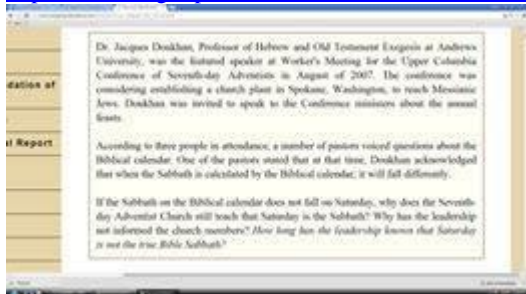 dation of
al Report
Dr. Jacques Doukhan, Professor of Hebrew and Old Testament Exegesis at Andrews
University, was the featured speaker at Worker's Meeting for the Upper Columbia
Conference of Seventh-day Adventists in August of 2007. The conference was
considering establishing a church plant in Spokane, Washington, to reach Messianic
Jews. Doukhan was invited to speak to the Conference ministers about the annual
feasts.
According to three people in attendance, a number of pastors voiced questions about the
Biblical calendar. One of the pastors stated that at that time, Doukhan acknowledged
that when the Sabbath is calculated by the Biblical calendar, it will fall differently.
If the Sabbath on the Biblical calendar does not fall on Saturday, why does the Seventh-
day Adventist Church still teach that Saturday is the Sabbath? Why has the leadership
not informed the church members? How long has the leadership known that Saturday
is not the true Bible Sabbath?